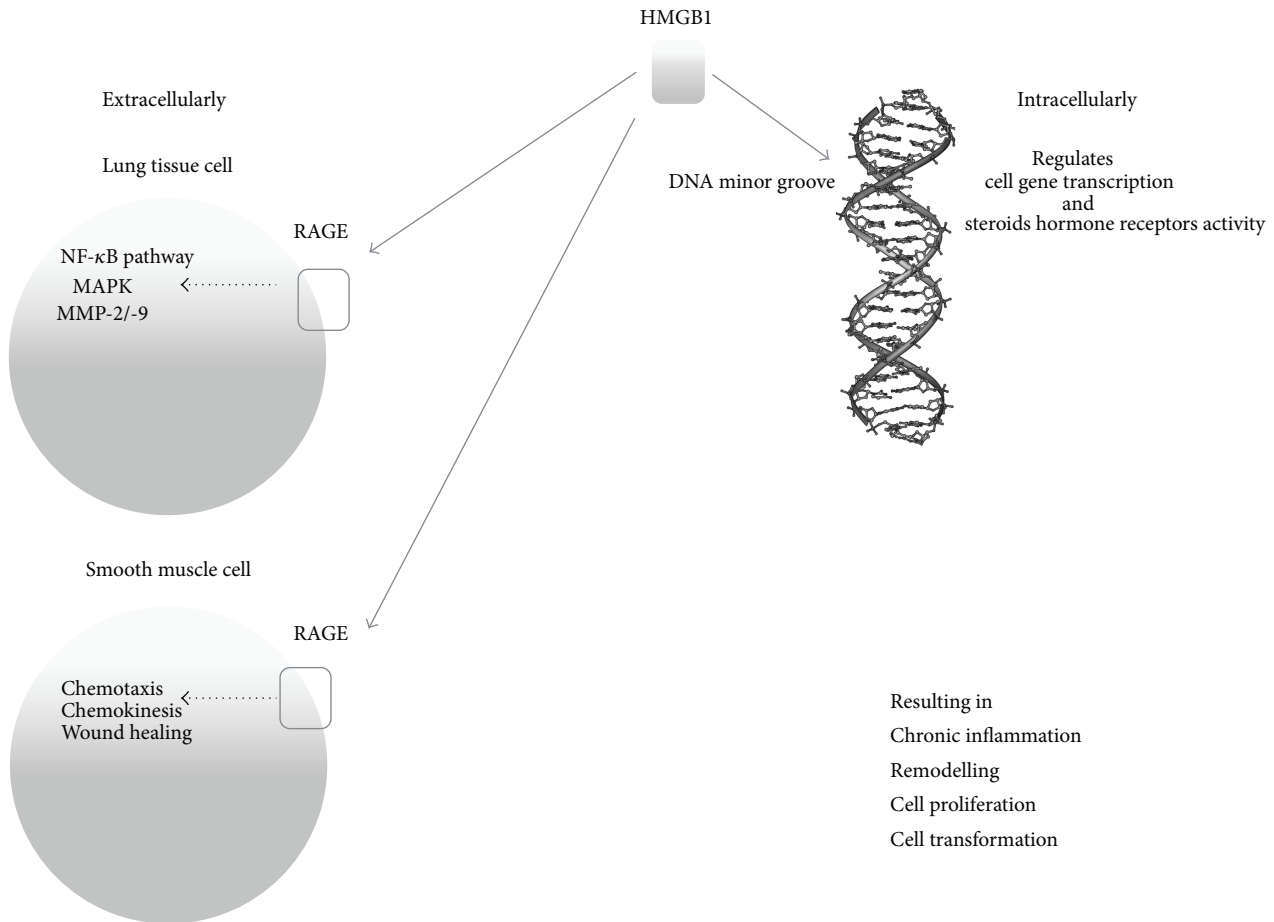 HMGB1
Extracellularly
Lung tissue cell
RAGE
NF-κB pathway
MAPK
MMP-2/-9
Smooth muscle cell
RAGE
Chemotaxis
Chemokinesis
Wound healing
DNA minor groove
Intracellularly
Regulates
cell gene transcription
and
steroids hormone receptors activity
Resulting in
Chronic inflammation
Remodelling
Cell proliferation
Cell transformation